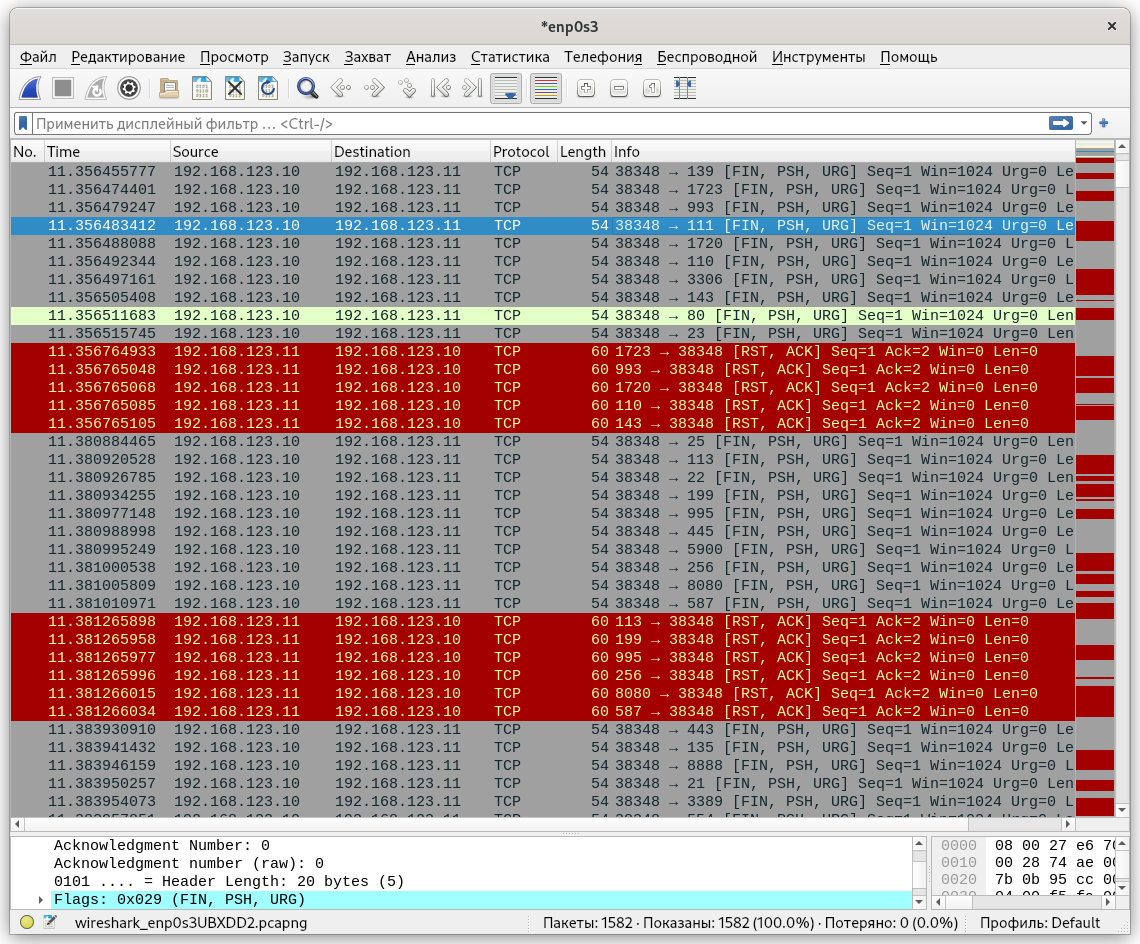 *enp0s3
Файл Редактирование Просмотр Запуск Захват Анализ Статистика Телефония Беспроводной Инструменты Помощь
Применить дисплейный фильтр … <Ctrl-/>
No. Time Source Destination Protocol Length Info
11.356455777 192.168.123.10 192.168.123.11 TCP 54 38348 → 139 [FIN, PSH, URG] Seq=1 Win=1024 Urg=0 Le
11.356474401 192.168.123.10 192.168.123.11 TCP 54 38348 → 1723 [FIN, PSH, URG] Seq=1 Win=1024 Urg=0 L
11.356479247 192.168.123.10 192.168.123.11 TCP 54 38348 → 993 [FIN, PSH, URG] Seq=1 Win=1024 Urg=0 Le
11.356483412 192.168.123.10 192.168.123.11 TCP 54 38348 → 111 [FIN, PSH, URG] Seq=1 Win=1024 Urg=0 Le
11.356488088 192.168.123.10 192.168.123.11 TCP 54 38348 → 1720 [FIN, PSH, URG] Seq=1 Win=1024 Urg=0 L
11.356492344 192.168.123.10 192.168.123.11 TCP 54 38348 → 110 [FIN, PSH, URG] Seq=1 Win=1024 Urg=0 Le
11.356497161 192.168.123.10 192.168.123.11 TCP 54 38348 → 3306 [FIN, PSH, URG] Seq=1 Win=1024 Urg=0 L
11.356505408 192.168.123.10 192.168.123.11 TCP 54 38348 → 143 [FIN, PSH, URG] Seq=1 Win=1024 Urg=0 Le
11.356511683 192.168.123.10 192.168.123.11 TCP 54 38348 → 80 [FIN, PSH, URG] Seq=1 Win=1024 Urg=0 Len
11.356515745 192.168.123.10 192.168.123.11 TCP 54 38348 → 23 [FIN, PSH, URG] Seq=1 Win=1024 Urg=0 Len
11.356764933 192.168.123.11 192.168.123.10 TCP 60 1723 → 38348 [RST, ACK] Seq=1 Ack=2 Win=0 Len=0
11.356765048 192.168.123.11 192.168.123.10 TCP 60 993 → 38348 [RST, ACK] Seq=1 Ack=2 Win=0 Len=0
11.356765068 192.168.123.11 192.168.123.10 TCP 60 1720 → 38348 [RST, ACK] Seq=1 Ack=2 Win=0 Len=0
11.356765085 192.168.123.11 192.168.123.10 TCP 60 110 → 38348 [RST, ACK] Seq=1 Ack=2 Win=0 Len=0
11.356765105 192.168.123.11 192.168.123.10 TCP 60 143 → 38348 [RST, ACK] Seq=1 Ack=2 Win=0 Len=0
11.380884465 192.168.123.10 192.168.123.11 TCP 54 38348 → 25 [FIN, PSH, URG] Seq=1 Win=1024 Urg=0 Len
11.380920528 192.168.123.10 192.168.123.11 TCP 54 38348 → 113 [FIN, PSH, URG] Seq=1 Win=1024 Urg=0 Le
11.380926785 192.168.123.10 192.168.123.11 TCP 54 38348 → 22 [FIN, PSH, URG] Seq=1 Win=1024 Urg=0 Len
11.380934255 192.168.123.10 192.168.123.11 TCP 54 38348 → 199 [FIN, PSH, URG] Seq=1 Win=1024 Urg=0 Le
11.380977148 192.168.123.10 192.168.123.11 TCP 54 38348 → 995 [FIN, PSH, URG] Seq=1 Win=1024 Urg=0 Le
11.380988998 192.168.123.10 192.168.123.11 TCP 54 38348 → 445 [FIN, PSH, URG] Seq=1 Win=1024 Urg=0 Le
11.380995249 192.168.123.10 192.168.123.11 TCP 54 38348 → 5900 [FIN, PSH, URG] Seq=1 Win=1024 Urg=0 L
11.381000538 192.168.123.10 192.168.123.11 TCP 54 38348 → 256 [FIN, PSH, URG] Seq=1 Win=1024 Urg=0 Le
11.381005809 192.168.123.10 192.168.123.11 TCP 54 38348 → 8080 [FIN, PSH, URG] Seq=1 Win=1024 Urg=0 L
11.381010971 192.168.123.10 192.168.123.11 TCP 54 38348 → 587 [FIN, PSH, URG] Seq=1 Win=1024 Urg=0 Le
11.381265898 192.168.123.11 192.168.123.10 TCP 60 113 → 38348 [RST, ACK] Seq=1 Ack=2 Win=0 Len=0
11.381265958 192.168.123.11 192.168.123.10 TCP 60 199 → 38348 [RST, ACK] Seq=1 Ack=2 Win=0 Len=0
11.381265977 192.168.123.11 192.168.123.10 TCP 60 995 → 38348 [RST, ACK] Seq=1 Ack=2 Win=0 Len=0
11.381265996 192.168.123.11 192.168.123.10 TCP 60 256 → 38348 [RST, ACK] Seq=1 Ack=2 Win=0 Len=0
11.381266015 192.168.123.11 192.168.123.10 TCP 60 8080 → 38348 [RST, ACK] Seq=1 Ack=2 Win=0 Len=0
11.381266034 192.168.123.11 192.168.123.10 TCP 60 587 → 38348 [RST, ACK] Seq=1 Ack=2 Win=0 Len=0
11.383930910 192.168.123.10 192.168.123.11 TCP 54 38348 → 443 [FIN, PSH, URG] Seq=1 Win=1024 Urg=0 Le
11.383941432 192.168.123.10 192.168.123.11 TCP 54 38348 → 135 [FIN, PSH, URG] Seq=1 Win=1024 Urg=0 Le
11.383946159 192.168.123.10 192.168.123.11 TCP 54 38348 → 8888 [FIN, PSH, URG] Seq=1 Win=1024 Urg=0 L
11.383950257 192.168.123.10 192.168.123.11 TCP 54 38348 → 21 [FIN, PSH, URG] Seq=1 Win=1024 Urg=0 Len
11.383954073 192.168.123.10 192.168.123.11 TCP 54 38348 → 3389 [FIN, PSH, URG] Seq=1 Win=1024 Urg=0 L
Acknowledgment Number: 0
Acknowledgment number (raw): 0
0101 .... = Header Length: 20 bytes (5)
Flags: 0x029 (FIN, PSH, URG)
0000 08 00 27 e6
0010 00 28 74 ae
0020 7b 0b 95 cc
wireshark_enp0s3UBXDD2.pcapng
Пакеты: 1582 · Показаны: 1582 (100.0%) · Потеряно: 0 (0.0%)
Профиль: Default